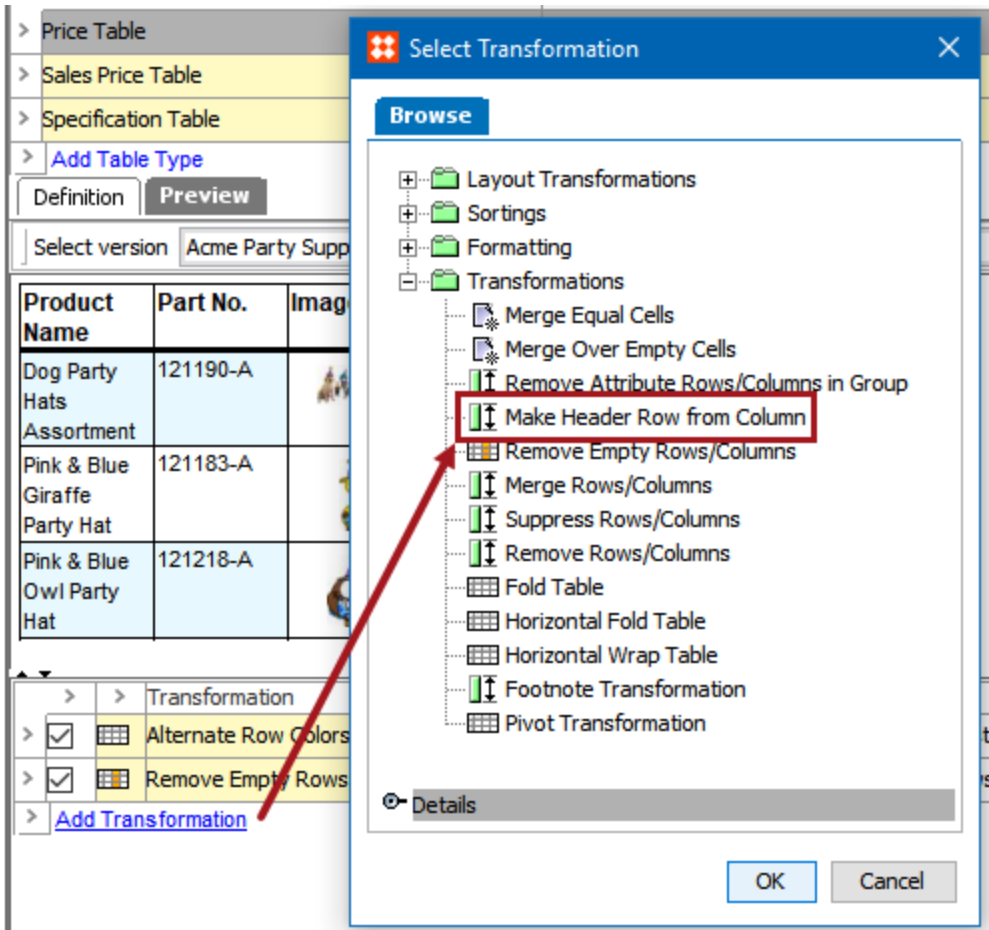 Price Table
Sales Price Table
Specification Table
Add Table Type
Definition Preview
Select version Acme Party Supp
Product Name Part No. Imag
Dog Party Hats Assortment 121190-A
Pink & Blue Giraffe Party Hat 121183-A
Pink & Blue Owl Party Hat 121218-A
Transformation
Alternate Row Colors
Remove Empty Rows
Add Transformation
Select Transformation
Browse
Layout Transformations
Sortings
Formatting
Transformations
Merge Equal Cells
Merge Over Empty Cells
Remove Attribute Rows/Columns in Group
Make Header Row from Column
Remove Empty Rows/Columns
Merge Rows/Columns
Suppress Rows/Columns
Remove Rows/Columns
Fold Table
Horizontal Fold Table
Horizontal Wrap Table
Footnote Transformation
Pivot Transformation
Details
OK Cancel